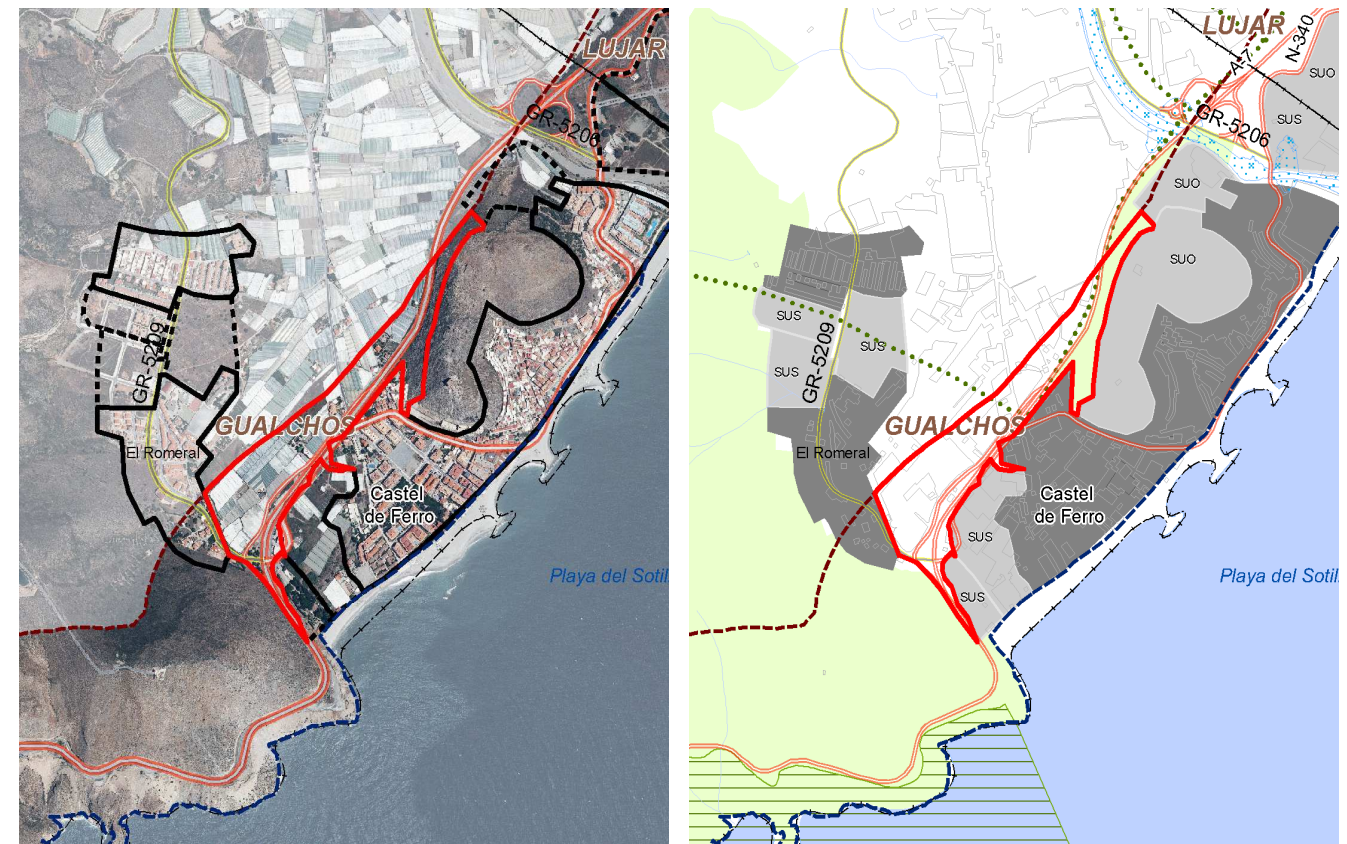 LUJAR
GR-5206
GR-5209
GUALCHOS
El Romeral
Castel
de Ferro
Playa del Sotil
LUJAR
A-7
N-340
SUO
SUS
GR-5206
SUO
SUO
SUS
SUS
SUS
GR-5209
GUALCHOS
El Romeral
Castel
de Ferro
SUS
Playa del Sotil
SUS